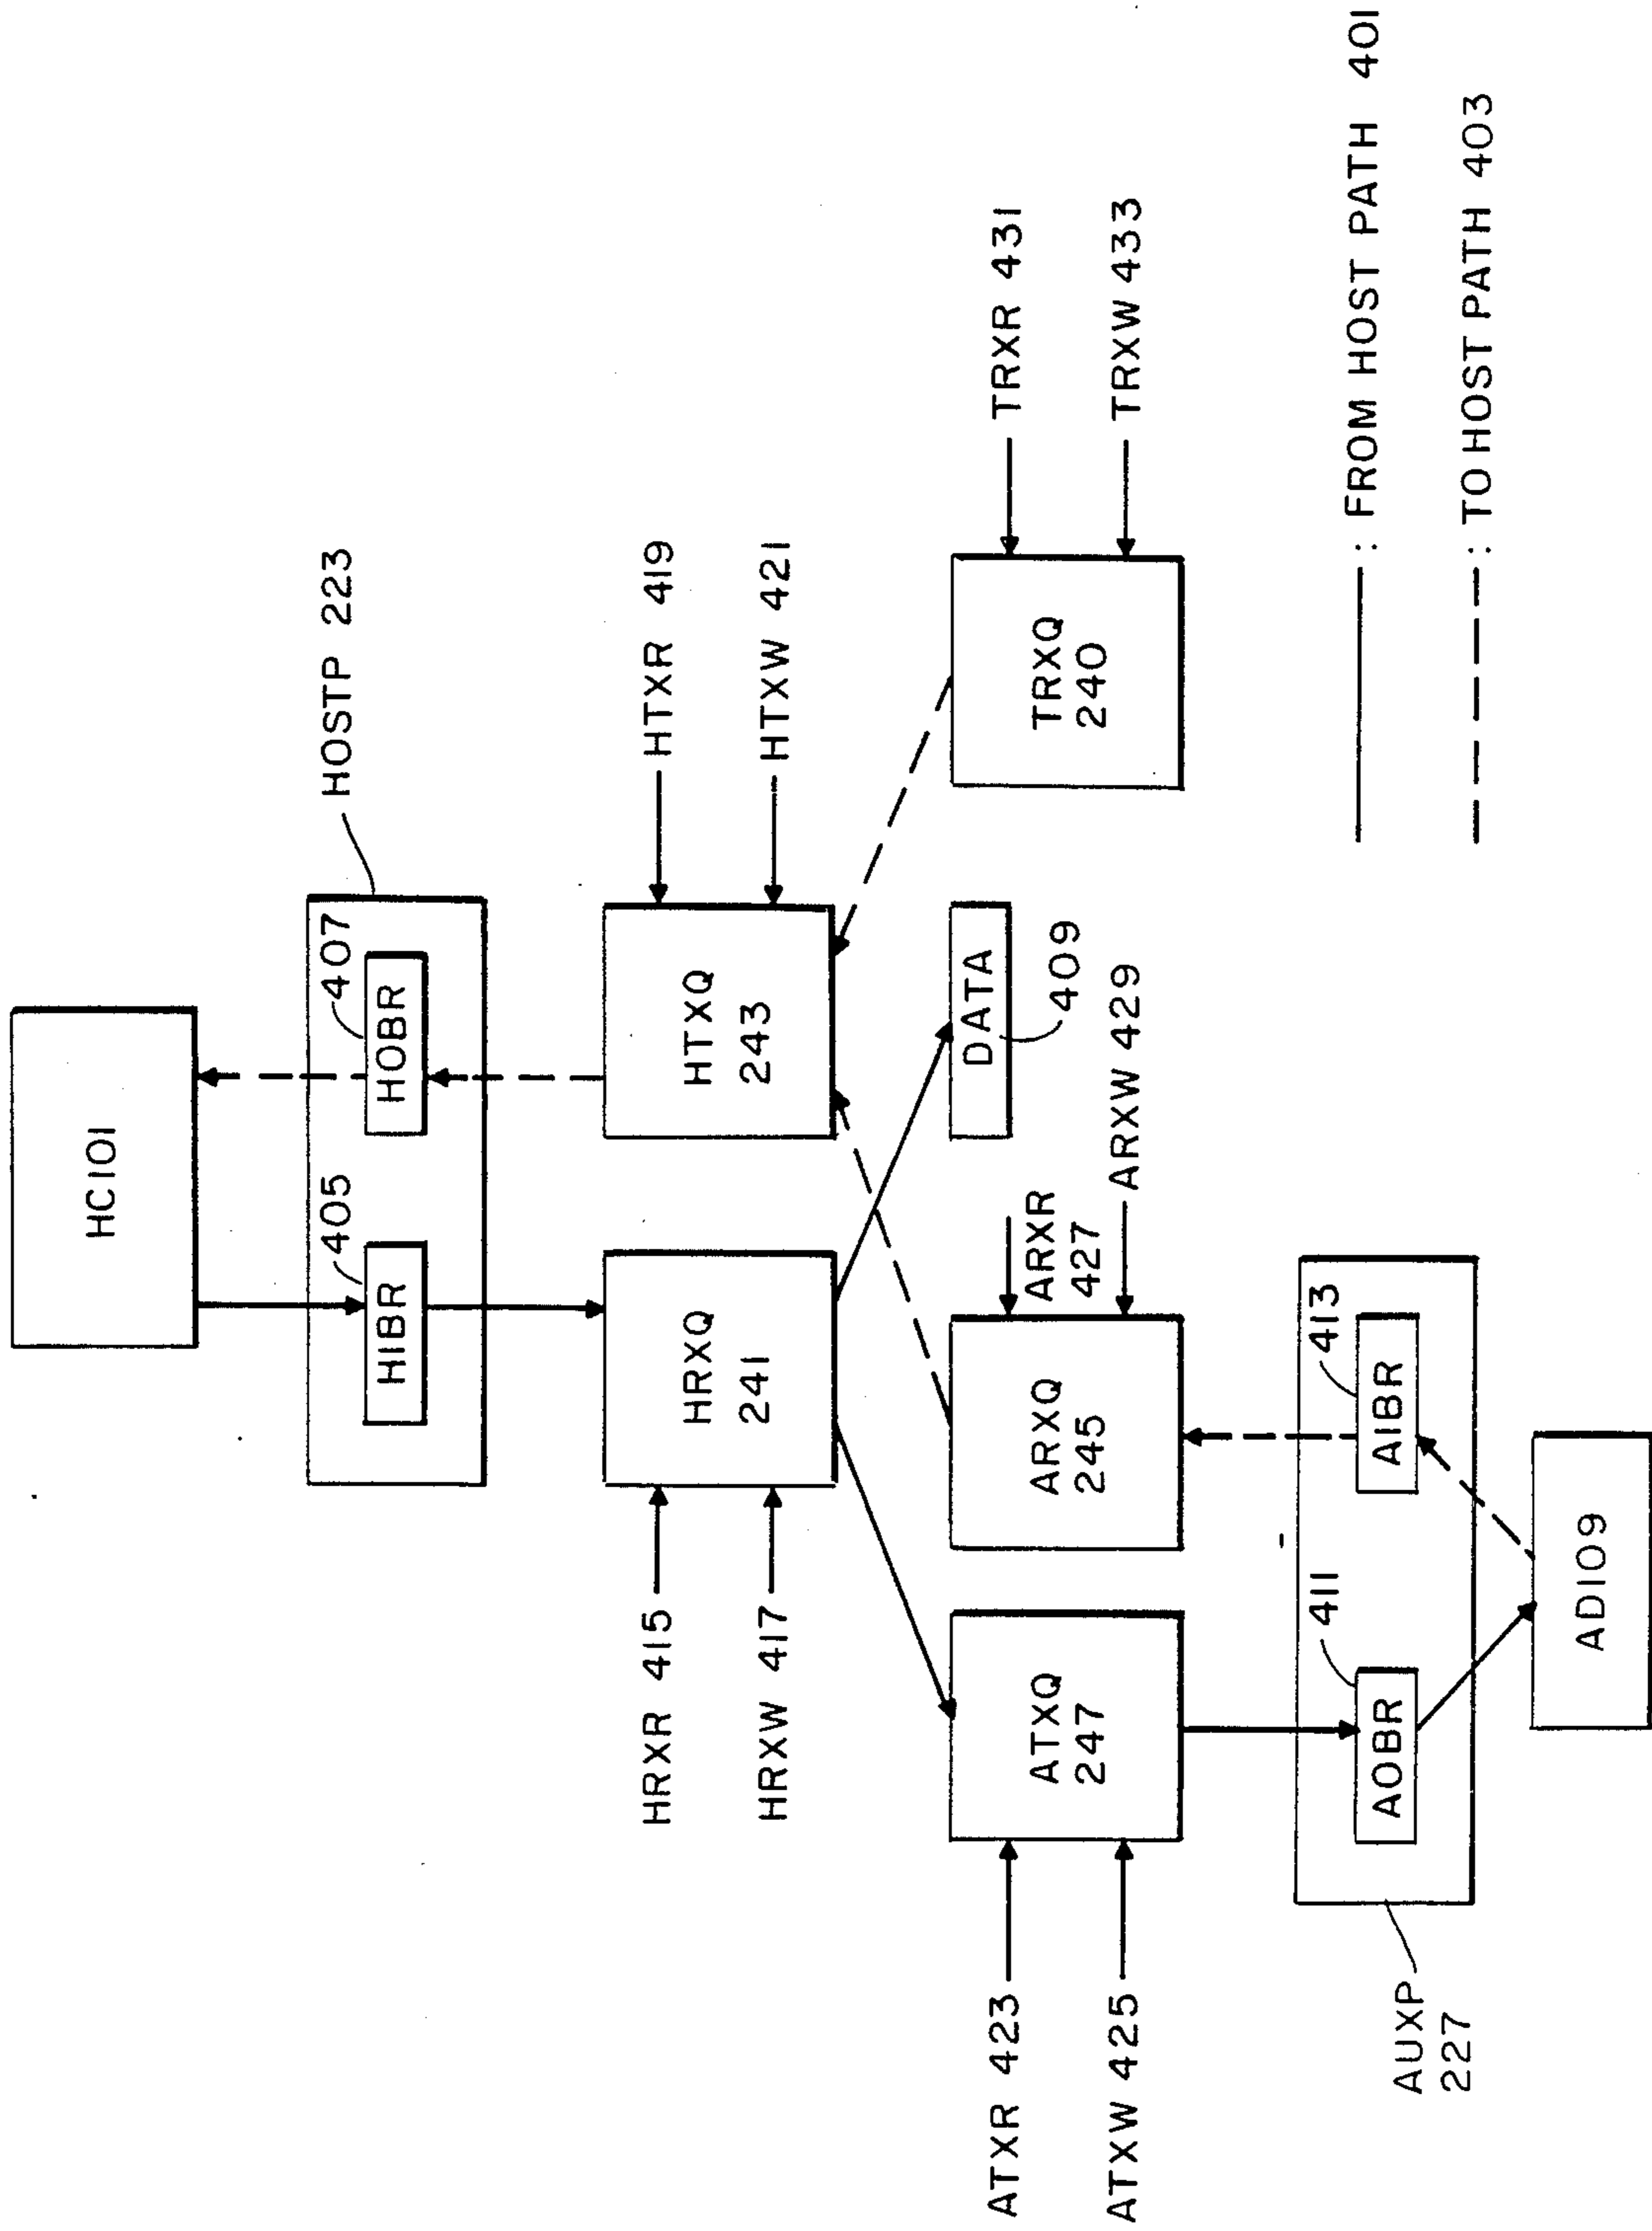 HC101
HOSTP 223
405
407
HIBR
HOBR
HRXR 415
HRXW 417
HRXQ
241
HTXQ
243
HTXR 419
HTXW 421
ATXR 423
ATXW 425
ATXQ
247
ARXQ
245
ARXR
427
ARXW 429
DATA
409
TRXQ
240
TRXR 431
TRXW 433
AUXP
227
411
413
AOBR
AIBR
AD109
: FROM HOST PATH 401
: TO HOST PATH 403